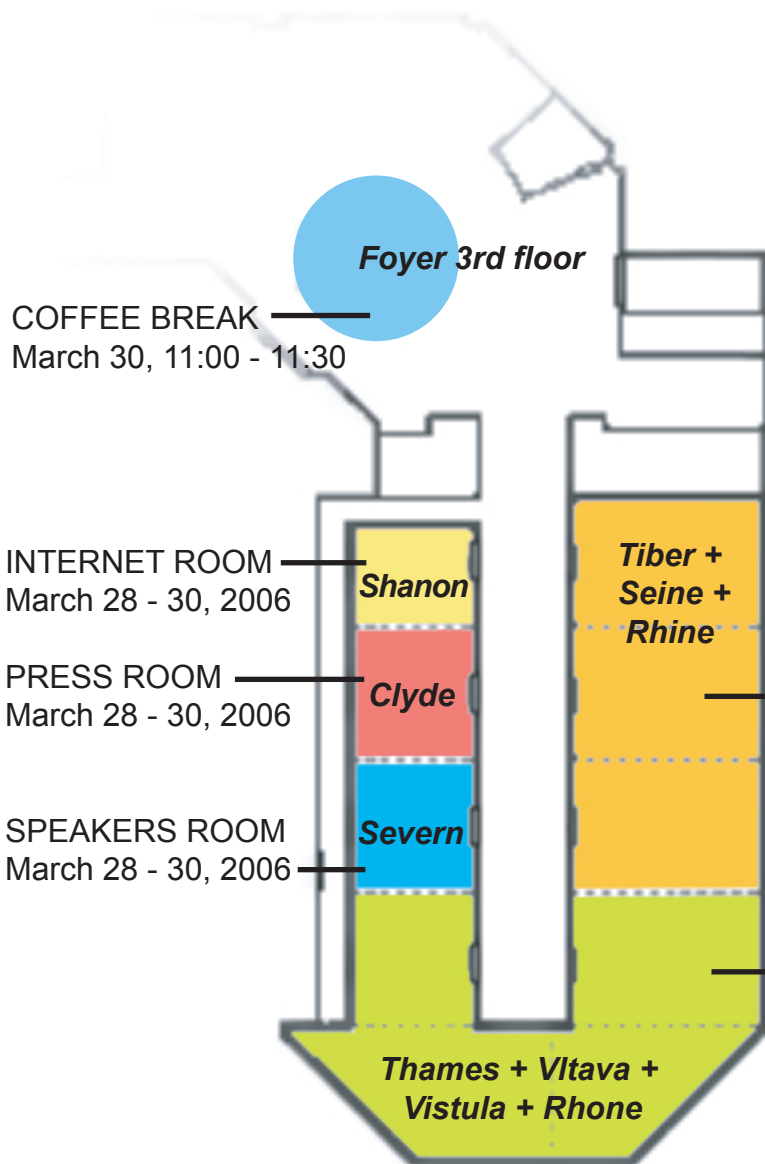 Foyer 3rd floor
COFFEE BREAK
March 30, 11:00 - 11:30
INTERNET ROOM
March 28 - 30, 2006
Shanon
Tiber +
Seine +
Rhine
PRESS ROOM
March 28 - 30, 2006
Clyde
SPEAKERS ROOM
March 28 - 30, 2006
Severn
Thames + Vltava +
Vistula + Rhone